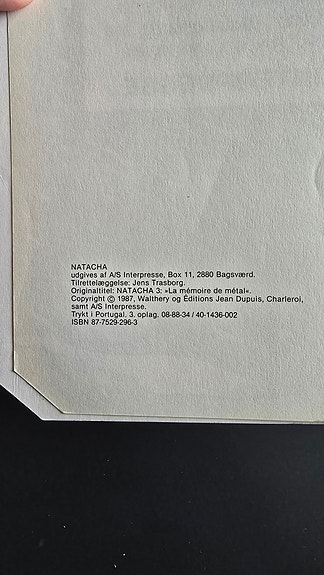 NATACHA
udgives af A/S Interpresse, Box 11, 2880 Bagsværd.
Tilrettelæggelse: Jens Trasborg.
Originaltitel: NATACHA 3: »La mémoire de métal«.
Copyright © 1987, Walthery og Éditions Jean Dupuis, Charleroi,
samt A/S Interpresse.
Trykt i Portugal. 3. oplag. 08-88-34 / 40-1436-002
ISBN 87-7529-296-3